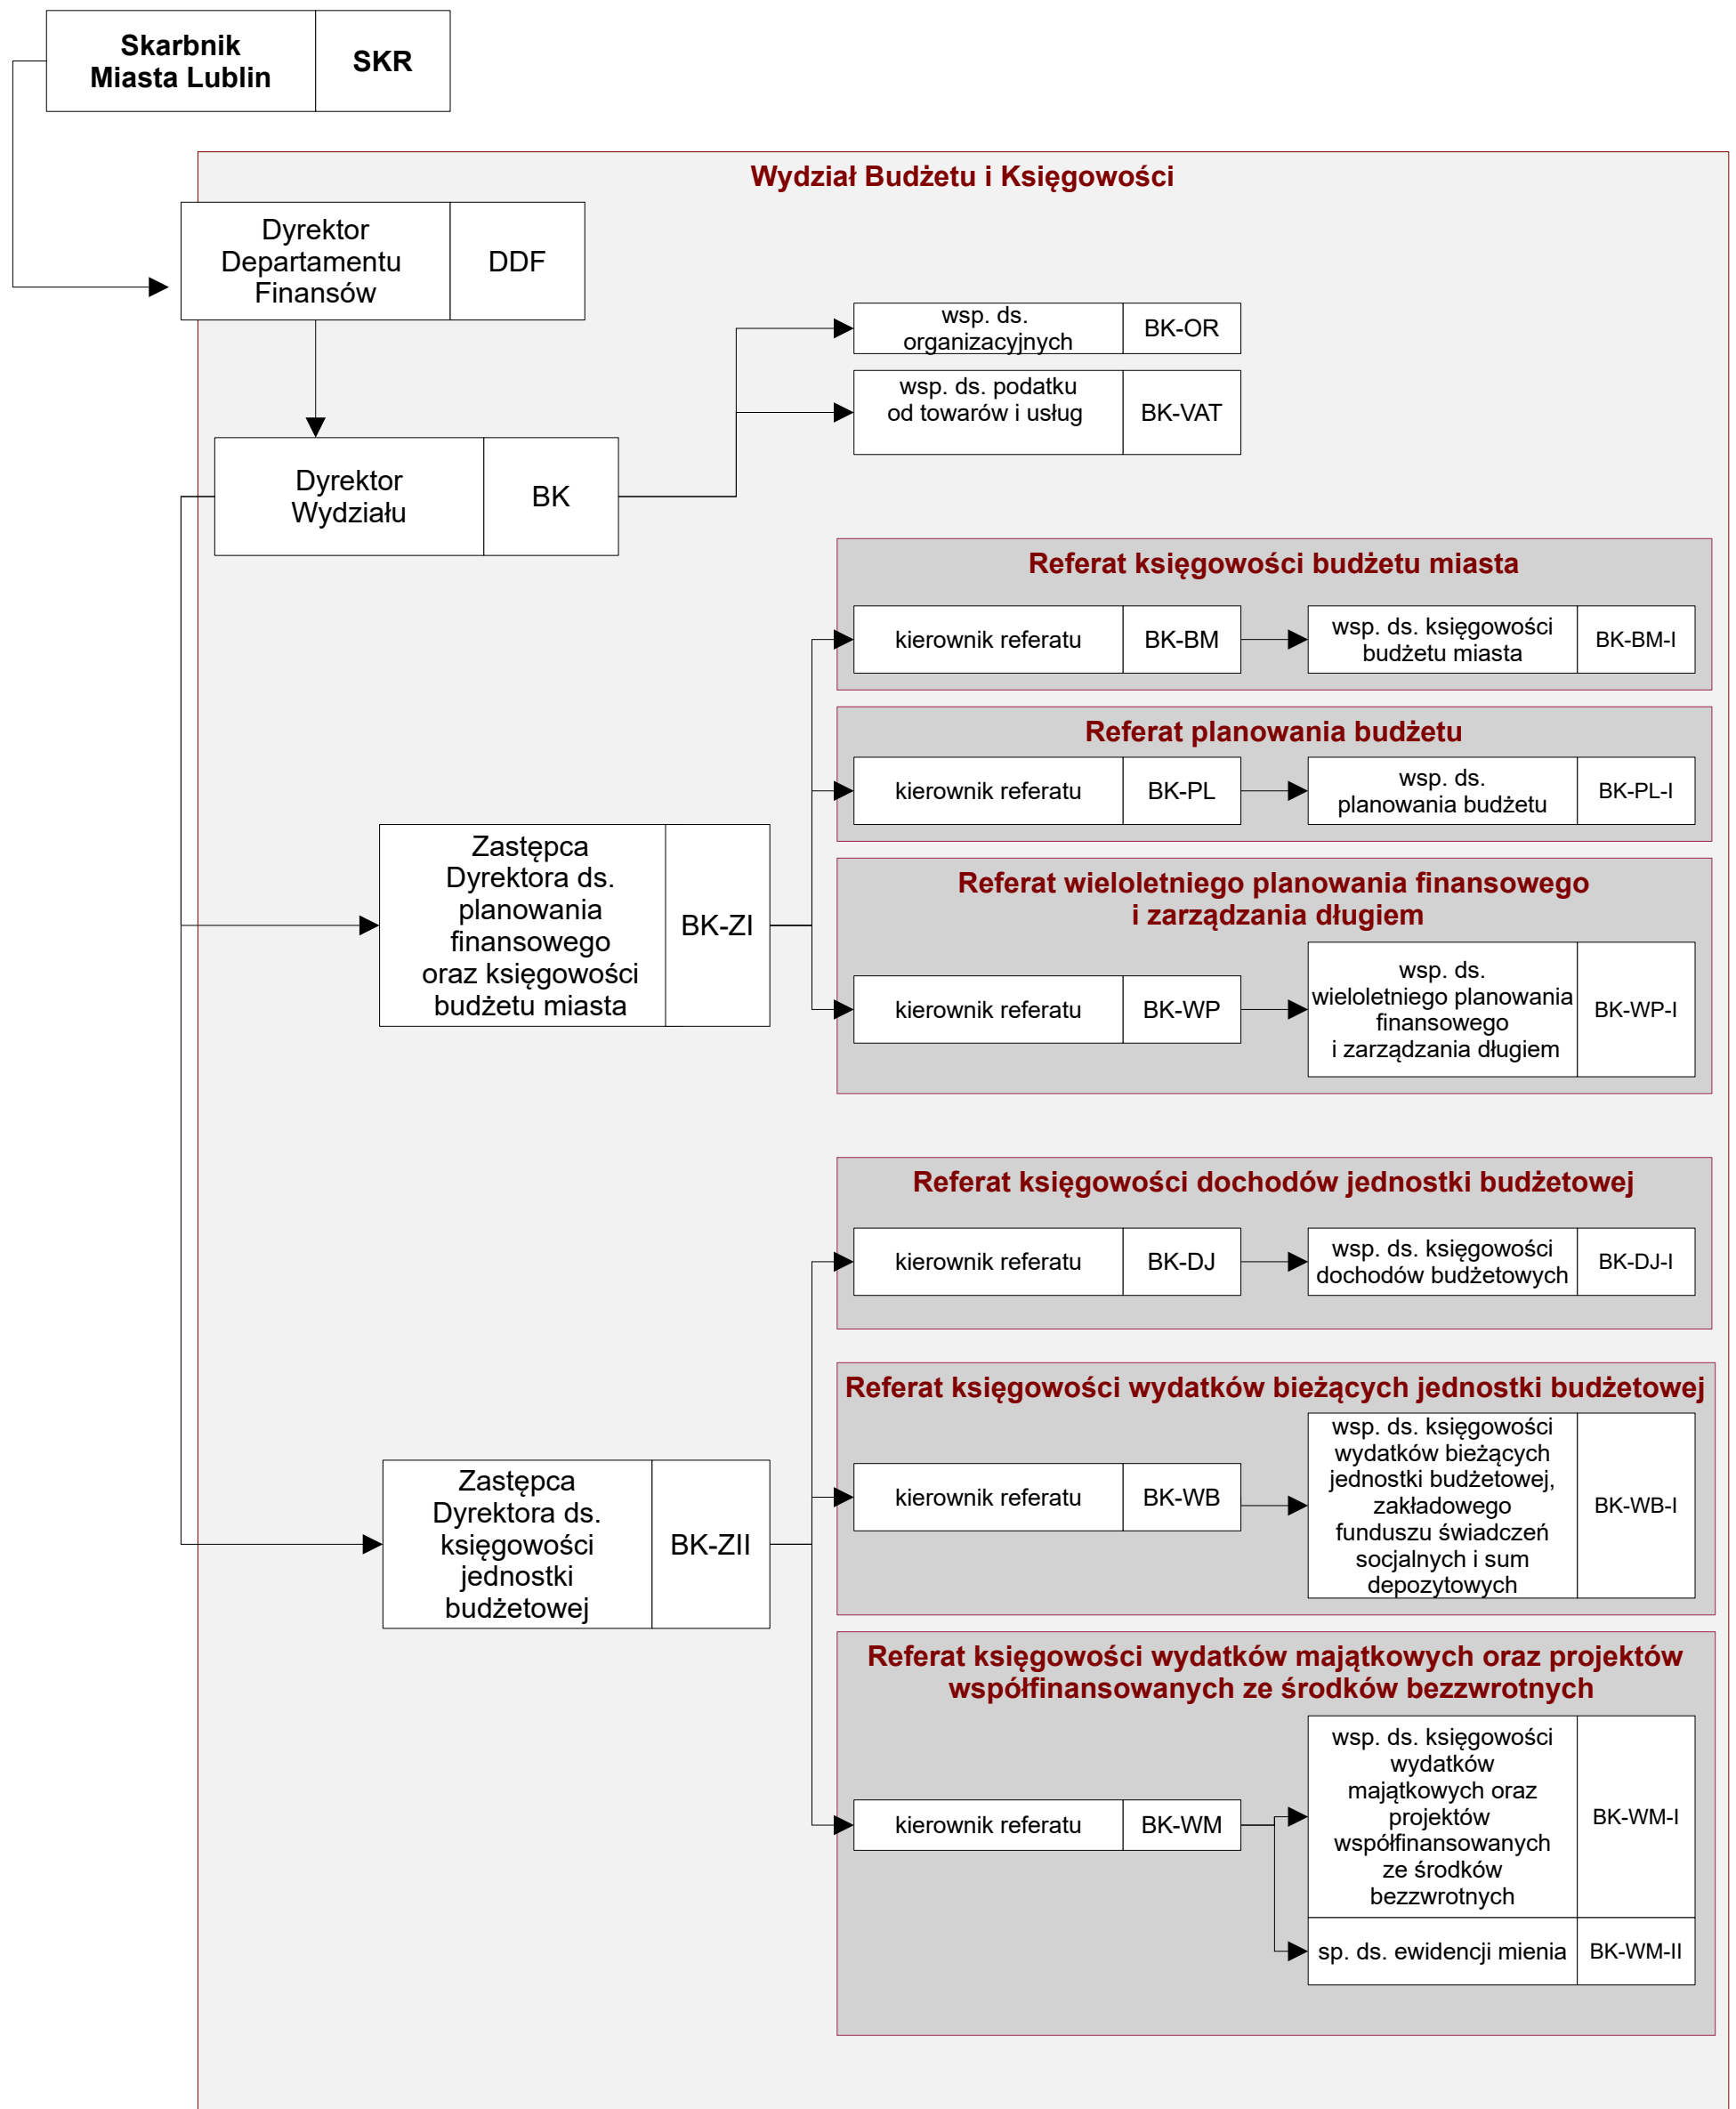 Skarbnik
Miasta Lublin
SKR
Wydział Budżetu i Księgowości
Dyrektor
Departamentu
Finansów
DDF
wsp. ds.
organizacyjnych
BK-OR
wsp. ds. podatku
od towarów i usług
BK-VAT
Dyrektor
Wydziału
BK
Referat księgowości budżetu miasta
kierownik referatu
BK-BM
wsp. ds. księgowości
budżetu miasta
BK-BM-I
Referat planowania budżetu
kierownik referatu
BK-PL
wsp. ds.
planowania budżetu
BK-PL-I
Zastępca
Dyrektora ds.
planowania
finansowego
oraz księgowości
budżetu miasta
BK-ZI
Referat wieloletniego planowania finansowego
i zarządzania długiem
kierownik referatu
BK-WP
wsp. ds.
wieloletniego planowania
finansowego
i zarządzania długiem
BK-WP-I
Referat księgowości dochodów jednostki budżetowej
kierownik referatu
BK-DJ
wsp. ds. księgowości
dochodów budżetowych
BK-DJ-I
Referat księgowości wydatków bieżących jednostki budżetowej
kierownik referatu
BK-WB
wsp. ds. księgowości
wydatków bieżących
jednostki budżetowej,
zakładowego
funduszu świadczeń
socjalnych i sum
depozytowych
BK-WB-I
Zastępca
Dyrektora ds.
księgowości
jednostki
budżetowej
BK-ZII
Referat księgowości wydatków majątkowych oraz projektów
współfinansowanych ze środków bezzwrotnych
kierownik referatu
BK-WM
wsp. ds. księgowości
wydatków
majątkowych oraz
projektów
współfinansowanych
ze środków
bezzwrotnych
BK-WM-I
sp. ds. ewidencji mienia
BK-WM-II